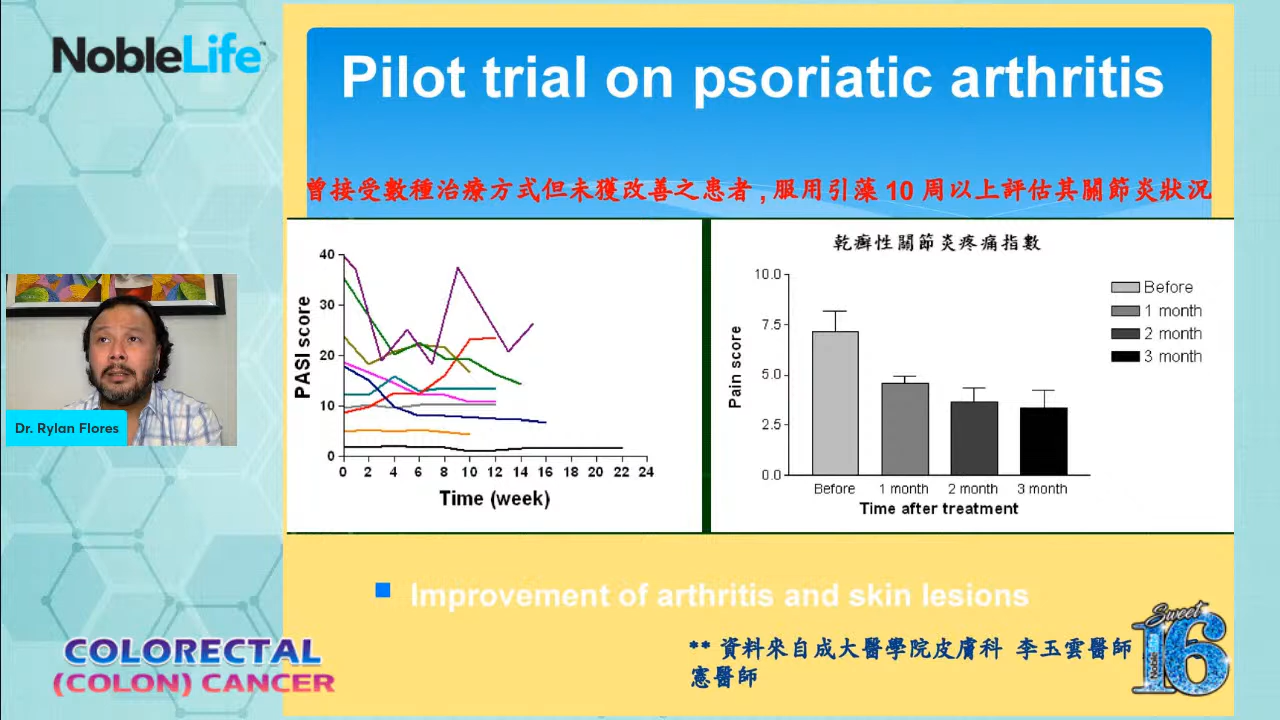 NobleLife™
Pilot trial on psoriatic arthritis
曾接受數種治療方式但未獲改善之患者 , 服用引藻 10 周以上評估其關節炎狀況
PASI score
40
30
20
10
0
0 2 4 6 8 10 12 14 16 18 20 22 24
Time (week)
乾癬性關節炎疼痛指數
Pain score
10.0
7.5
5.0
2.5
0.0
Before 1 month 2 month 3 month
Time after treatment
Before
1 month
2 month
3 month
Dr. Rylan Flores
Improvement of arthritis and skin lesions
** 資料來自成大醫學院皮膚科 李玉雲醫師
憲醫師
COLORECTAL
(COLON) CANCER
Sweet
16
Noble